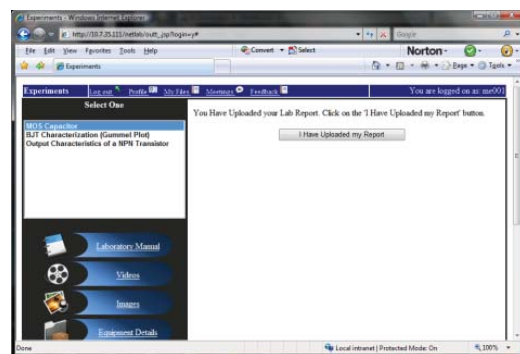 Experiments - Windows Internet Explorer
http://10.7.35.111/netlab/outt_.jsp?login=y#
Google
File Edit View Favorites Tools Help
Convert Select
Norton
Experiments
Page Tools
Experiments Log out Profile My Files Meetings Feedback You are logged on as: me001
Select One
MOS Capacitor
BJT Characterization (Gummel Plot)
Output Characteristics of a NPN Transistor
You Have Uploaded your Lab Report. Click on the 'I Have Uploaded my Report' button.
I Have Uploaded my Report
Laboratory Manual
Videos
Images
Equipment Details
Done
Local intranet | Protected Mode: On
100%